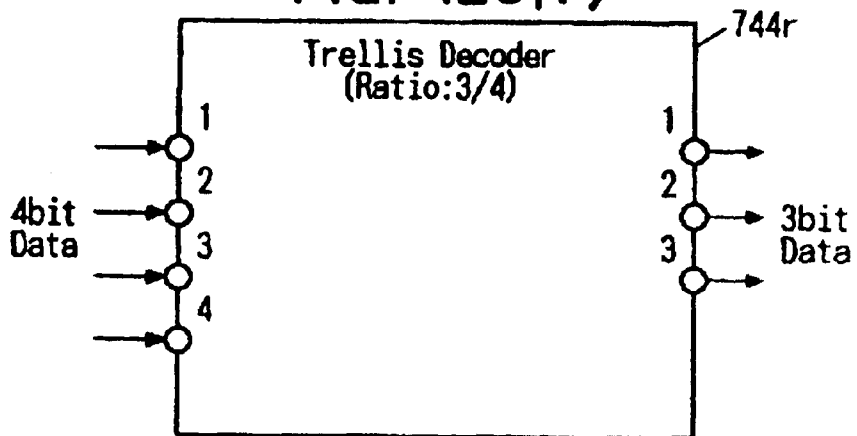 744r
Trellis Decoder
(Ratio:3/4)
1
2
3
4
4bit
Data
1
2
3
3bit
Data